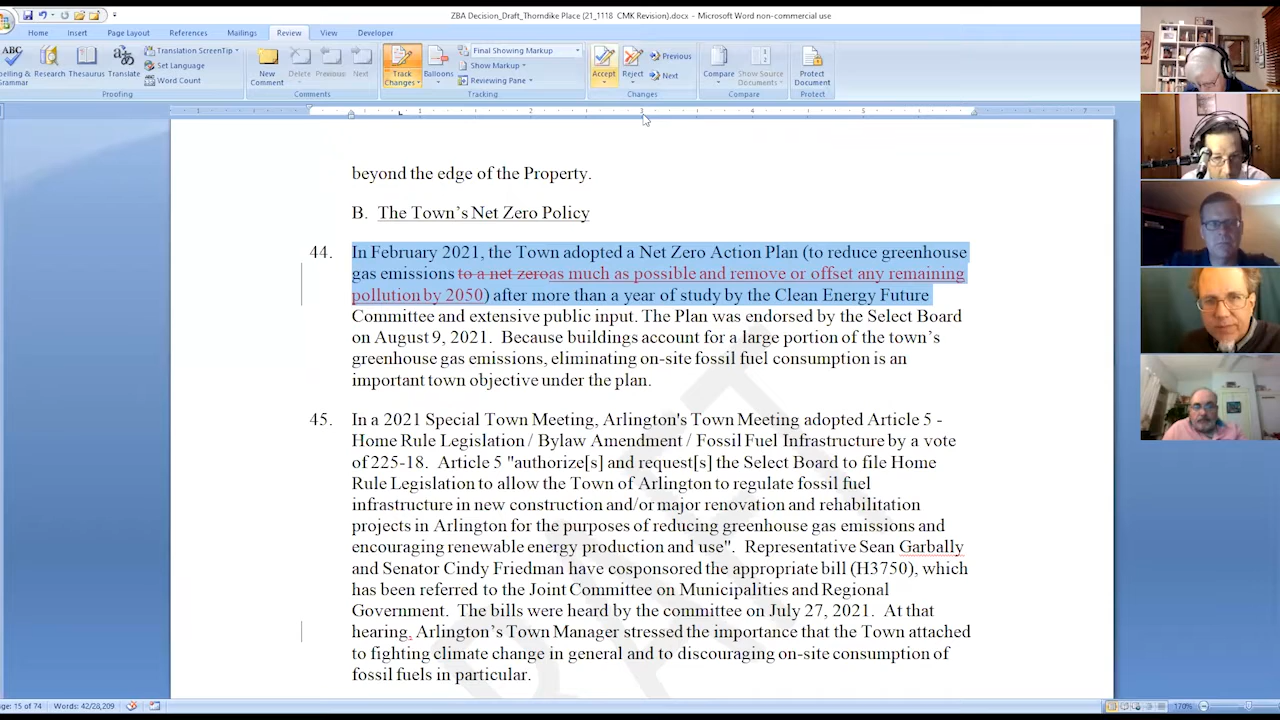 ZBA Decision_Draft_Thorndike Place (21_1118 CMK Revision).docx - Microsoft Word non-commercial use
Home Insert Page Layout References Mailings Review View Developer
ABC Translation ScreenTip Final Showing Markup Previous
Set Language Show Markup
Research Thesaurus Translate Word Count New Delete Previous Next Track Balloons Reviewing Pane Accept Reject Next Compare Show Source Protect
Grammar Comment Changes Documents Document
Proofing Comments Tracking Changes Compare Protect
beyond the edge of the Property.
B. The Town's Net Zero Policy
44. In February 2021, the Town adopted a Net Zero Action Plan (to reduce greenhouse
gas emissions to a net zeroas much as possible and remove or offset any remaining
pollution by 2050) after more than a year of study by the Clean Energy Future
Committee and extensive public input. The Plan was endorsed by the Select Board
on August 9, 2021. Because buildings account for a large portion of the town's
greenhouse gas emissions, eliminating on-site fossil fuel consumption is an
important town objective under the plan.
45. In a 2021 Special Town Meeting, Arlington's Town Meeting adopted Article 5 -
Home Rule Legislation / Bylaw Amendment / Fossil Fuel Infrastructure by a vote
of 225-18. Article 5 "authorize[s] and request[s] the Select Board to file Home
Rule Legislation to allow the Town of Arlington to regulate fossil fuel
infrastructure in new construction and/or major renovation and rehabilitation
projects in Arlington for the purposes of reducing greenhouse gas emissions and
encouraging renewable energy production and use". Representative Sean Garbally
and Senator Cindy Friedman have cosponsored the appropriate bill (H3750), which
has been referred to the Joint Committee on Municipalities and Regional
Government. The bills were heard by the committee on July 27, 2021. At that
hearing, Arlington's Town Manager stressed the importance that the Town attached
to fighting climate change in general and to discouraging on-site consumption of
fossil fuels in particular.
15 of 74 Words: 42/28,209 170%